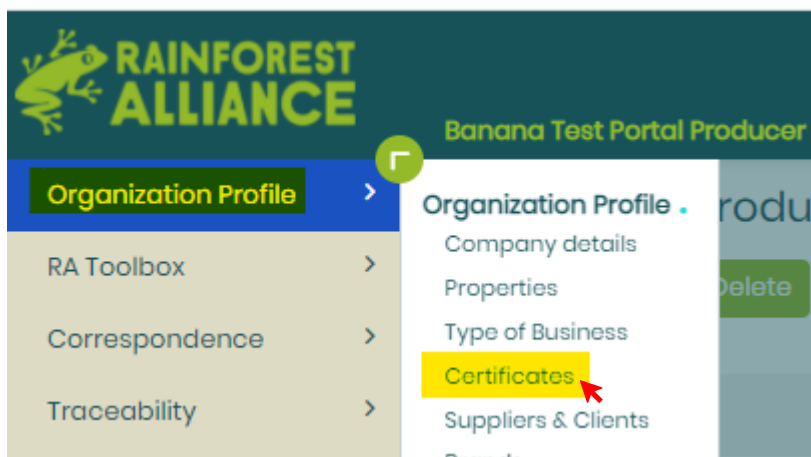 RAINFOREST
ALLIANCE
Banana Test Portal Producer
Organization Profile
RA Toolbox
Correspondence
Traceability
Organization Profile
Company details
Properties
Type of Business
Certificates
Suppliers & Clients
rodu
Delete